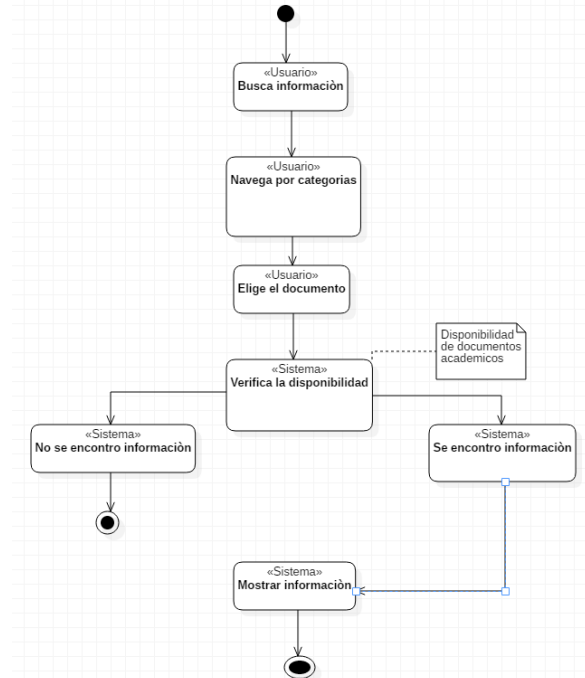 «Usuario»
Busca informaciòn
«Usuario»
Navega por categorias
«Usuario»
Elige el documento
Disponibilidad
de documentos
academicos
«Sistema»
Verifica la disponibilidad
«Sistema»
No se encontro informaciòn
«Sistema»
Se encontro informaciòn
«Sistema»
Mostrar informaciòn